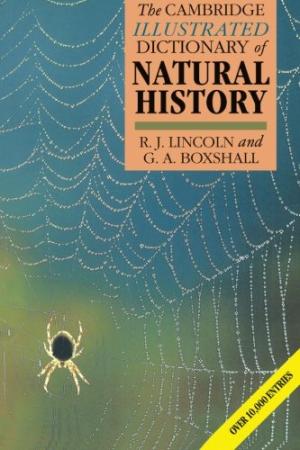 The CAMBRIDGE
ILLUSTRATED
DICTIONARY of
NATURAL
HISTORY
R. J. LINCOLN and
G. A. BOXSHALL
OVER 10,000 ENTRIES